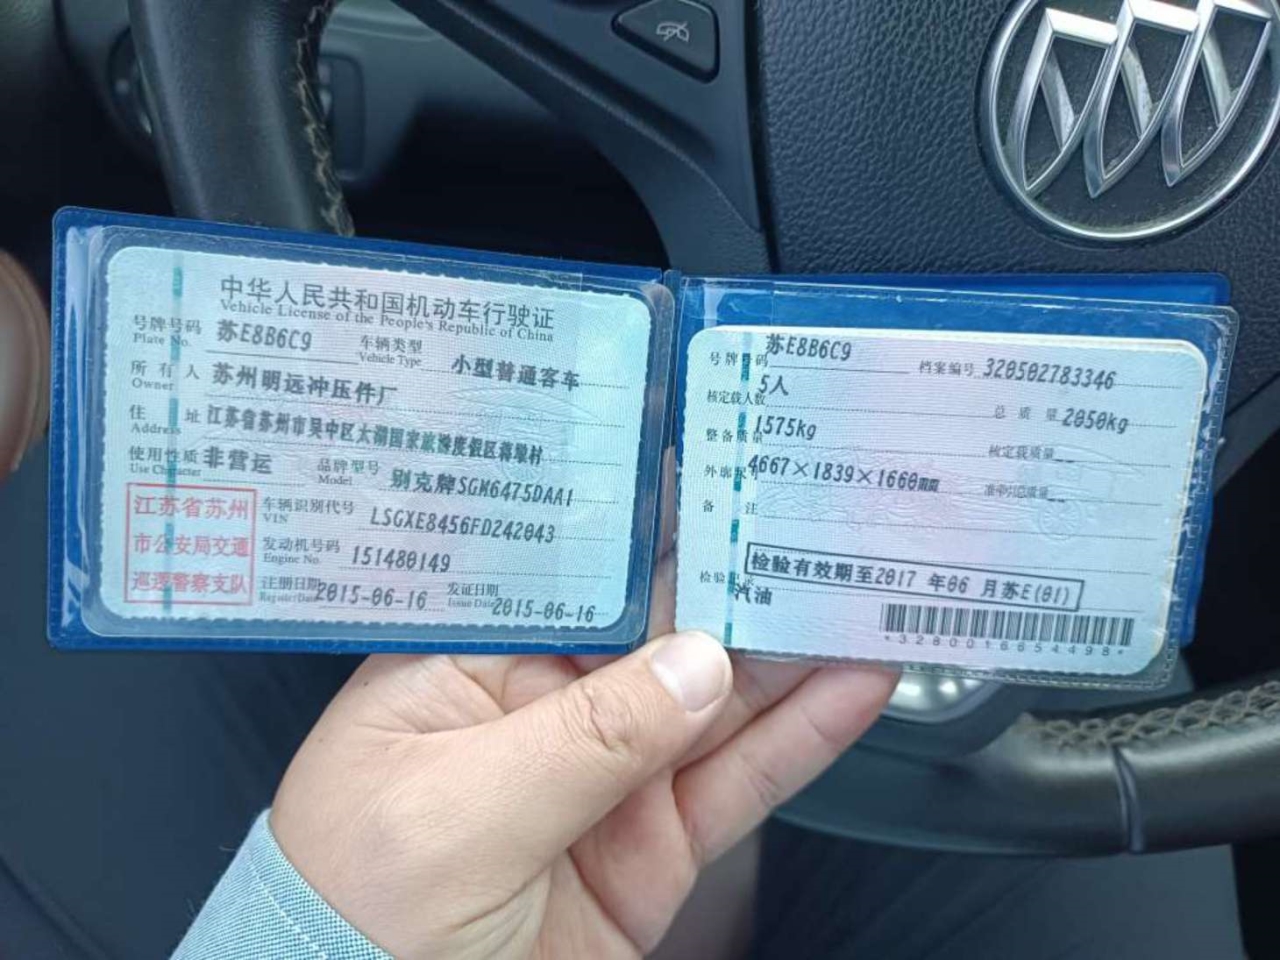 中华人民共和国机动车行驶证
Vehicle License of the People's Republic of China
号牌号码 苏E8B6C9 车辆类型 小型普通客车
Plate No. Vehicle Type
所有人 苏州明远冲压件厂
Owner
住址 江苏省苏州市吴中区太湖国家旅游度假区蒋墩村
Address
使用性质 非营运 品牌型号 别克牌SGM6475DAA1
Use Character Model
江苏省苏州
市公安局交通
巡逻警察支队
车辆识别代号 LSGXE8456FD242043
VIN
发动机号码 151480149
Engine No.
注册日期 2015-06-16 发证日期 2015-06-16
Register Date Issue Date
号牌号码 苏E8B6C9 档案编号 320502783346
核定载人数 5人 总质量 2050kg
整备质量 1575kg 核定载质量 --
外廓尺寸 4667×1839×1660mm 准牵引总质量 --
备注
检验有效期至2017年06月苏E(01)
检验记录
汽油
*3280016654498*